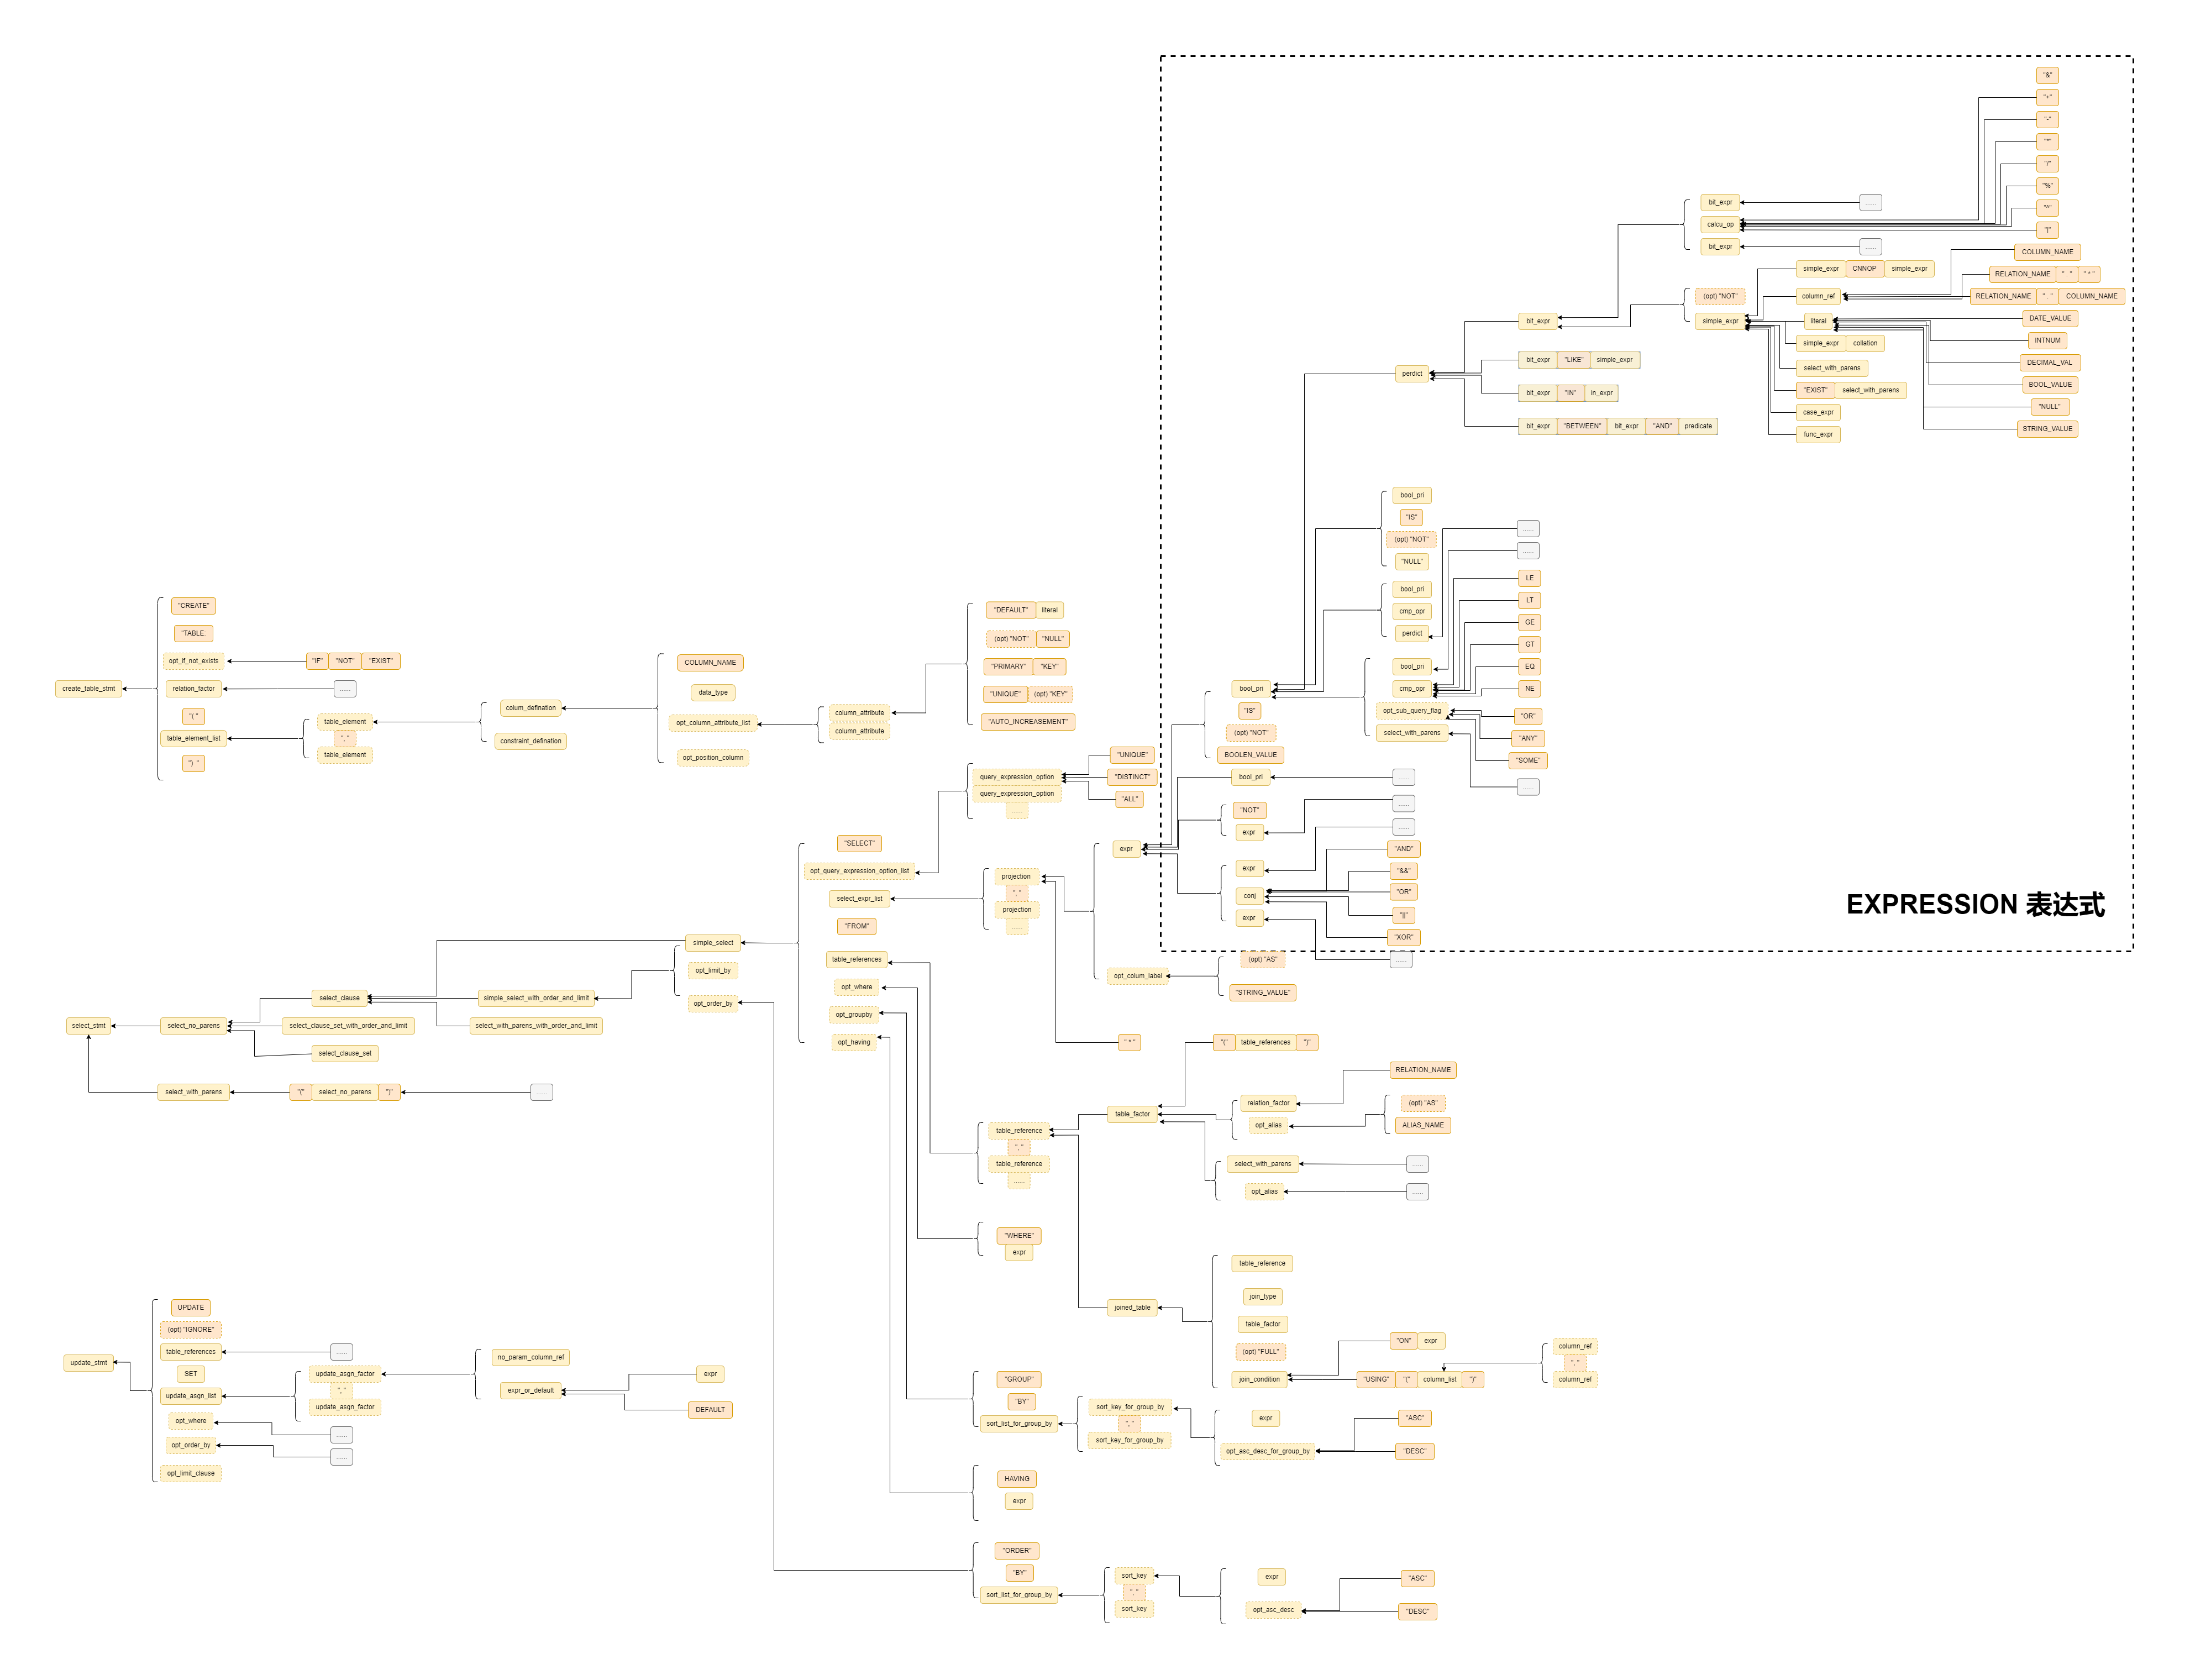 "&"
"+"
"-"
"*"
"/"
"%"
"^"
"|"
bit_expr
......
calcu_op
bit_expr
......
COLUMN_NAME
simple_expr CNNOP simple_expr
RELATION_NAME " . " " * "
(opt) "NOT"
column_ref
RELATION_NAME " . " COLUMN_NAME
bit_expr
simple_expr
literal
DATE_VALUE
simple_expr collation
INTNUM
bit_expr "LIKE" simple_expr
select_with_parens
DECIMAL_VAL
perdict
bit_expr "IN" in_expr
"EXIST" select_with_parens
BOOL_VALUE
case_expr
"NULL"
bit_expr "BETWEEN" bit_expr "AND" predicate
func_expr
STRING_VALUE
bool_pri
"IS"
(opt) "NOT"
"NULL"
......
......
bool_pri
cmp_opr
perdict
LE
LT
GE
GT
EQ
NE
bool_pri
cmp_opr
opt_sub_query_flag
select_with_parens
"OR"
"ANY"
"SOME"
......
bool_pri
"IS"
(opt) "NOT"
BOOLEN_VALUE
bool_pri
......
"NOT"
expr
......
......
expr
conj
expr
"AND"
"&&"
"OR"
"||"
"XOR"
......
EXPRESSION 表达式
create_table_stmt
"CREATE"
"TABLE:
opt_if_not_exists
"IF" "NOT" "EXIST"
relation_factor
......
"( "
table_element_list
") "
table_element
","
table_element
colum_defination
constraint_defination
COLUMN_NAME
data_type
opt_column_attribute_list
opt_position_column
column_attribute
column_attribute
"DEFAULT" literal
(opt) "NOT" "NULL"
"PRIMARY" "KEY"
"UNIQUE" (opt) "KEY"
"AUTO_INCREASEMENT"
"UNIQUE"
"DISTINCT"
"ALL"
query_expression_option
query_expression_option
......
"SELECT"
opt_query_expression_option_list
select_expr_list
"FROM"
table_references
opt_where
opt_groupby
opt_having
projection
","
projection
......
expr
opt_colum_label
(opt) "AS"
"STRING_VALUE"
" * "
simple_select
opt_limit_by
opt_order_by
select_stmt
select_no_parens
select_clause
simple_select_with_order_and_limit
select_clause_set_with_order_and_limit
select_with_parens_with_order_and_limit
select_clause_set
select_with_parens
"(" select_no_parens ")"
......
"(" table_references ")"
table_factor
relation_factor
opt_alias
RELATION_NAME
(opt) "AS"
ALIAS_NAME
select_with_parens
......
opt_alias
......
table_reference
","
table_reference
......
"WHERE"
expr
joined_table
table_reference
join_type
table_factor
(opt) "FULL"
join_condition
"ON" expr
"USING" "(" column_list ")"
column_ref
","
column_ref
"GROUP"
"BY"
sort_list_for_group_by
sort_key_for_group_by
","
sort_key_for_group_by
expr
opt_asc_desc_for_group_by
"ASC"
"DESC"
HAVING
expr
"ORDER"
"BY"
sort_list_for_group_by
sort_key
","
sort_key
expr
opt_asc_desc
"ASC"
"DESC"
update_stmt
UPDATE
(opt) "IGNORE"
table_references
......
SET
update_asgn_list
opt_where
......
opt_order_by
......
opt_limit_clause
update_asgn_factor
","
update_asgn_factor
no_param_column_ref
expr_or_default
expr
DEFAULT